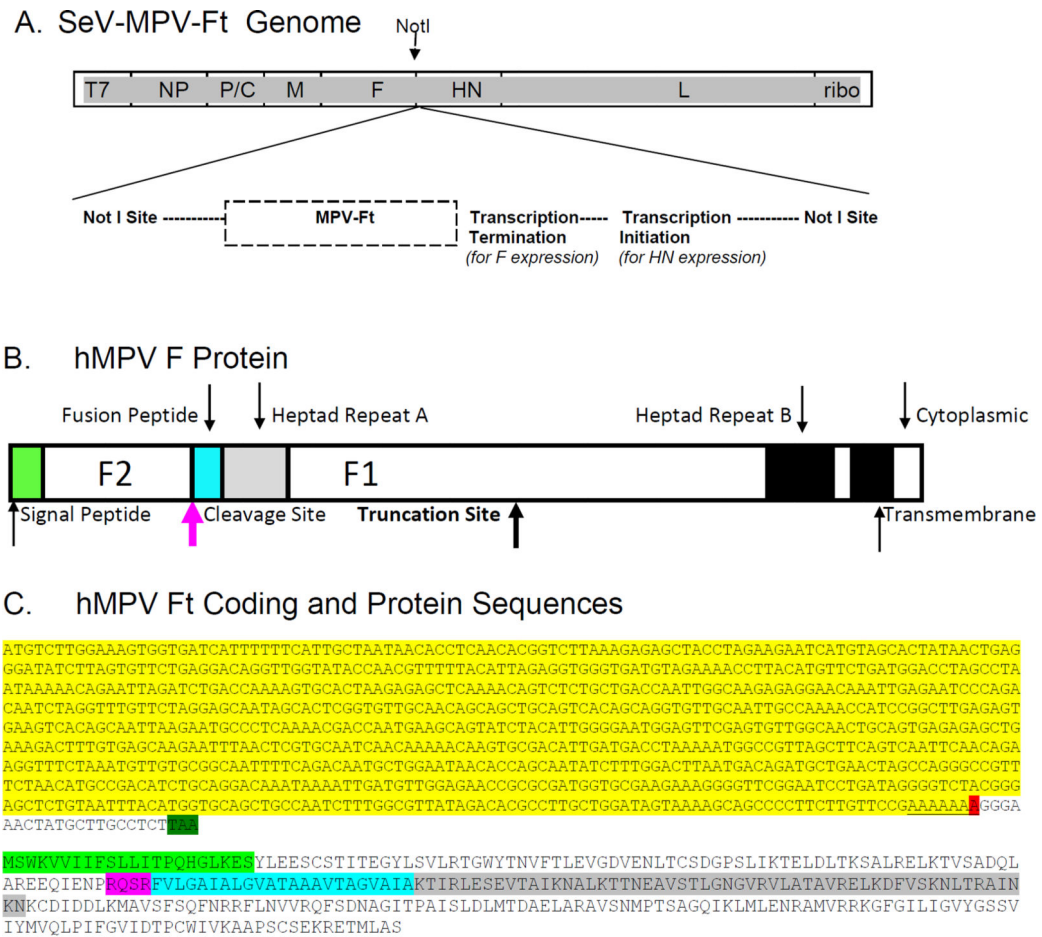 A. SeV-MPV-Ft Genome
NotI
T7 NP P/C M F HN L ribo
Not I Site ----------- MPV-Ft Transcription----- Transcription ----------- Not I Site
Termination Initiation
(for F expression) (for HN expression)
B. hMPV F Protein
Fusion Peptide Heptad Repeat A Heptad Repeat B Cytoplasmic
F2 F1
Signal Peptide Cleavage Site Truncation Site Transmembrane
C. hMPV Ft Coding and Protein Sequences
ATGTCTTGGAAAGTGGTGATCATTTTTTCATTGCTAATAACACCTCAACACGGTCTTAAAGAGAGCTACCTAGAAGAATCATGTAGCACTATAACTGAG
GGATATCTTAGTGTTCTGAGGACAGGTTGGTATACCAACGTTTTTACATTAGAGGTGGGTGATGTAGAAAACCTTACATGTTCTGATGGACCTAGCCTA
ATAAAAACAGAATTAGATCTGACCAAAAGTGCACTAAGAGAGCTCAAAACAGTCTCTGCTGACCAATTGGCAAGAGAGGAACAAATTGAGAATCCCAGA
CAATCTAGGTTTGTTCTAGGAGCAATAGCACTCGGTGTTGCAACAGCAGCTGCAGTCACAGCAGGTGTTGCAATTGCCAAAACCATCCGGCTTGAGAGT
GAAGTCACAGCAATTAAGAATGCCCTCAAAACGACCAATGAAGCAGTATCTACATTGGGGAATGGAGTTCGAGTGTTGGCAACTGCAGTGAGAGAGCTG
AAAGACTTTGTGAGCAAGAATTTAACTCGTGCAATCAACAAAAACAAGTGCGACATTGATGACCTAAAAATGGCCGTTAGCTTCAGTCAATTCAACAGA
AGGTTTCTAAATGTTGTGCGGCAATTTTCAGACAATGCTGGAATAACACCAGCAATATCTTTGGACTTAATGACAGATGCTGAACTAGCCAGGGCCGTT
TCTAACATGCCGACATCTGCAGGACAAATAAAATTGATGTTGGAGAACCGCGCGATGGTGCGAAGAAAGGGGTTCGGAATCCTGATAGGGGTCTACGGG
AGCTCTGTAATTTACATGGTGCAGCTGCCAATCTTTGGCGTTATAGACACGCCTTGCTGGATAGTAAAAGCAGCCCCTTCTTGTTCCGAAAAAAAGGGA
AACTATGCTTGCCTCTTAA
MSWKVVIIFSLLITPQHGLKESYLEESCSTITEGYLSVLRTGWYTNVFTLEVGDVENLTCSDGPSLIKTELDLTKSALRELKTVSADQL
AREEQIENPRQSRFVLGAIALGVATAAAVTAGVAIAKTIRLESEVTAIKNALKTTNEAVSTLGNGVRVLATAVRELKDFVSKNLTRAIN
KNKCDIDDLKMAVSFSQFNRRFLNVVRQFSDNAGITPAISLDLMTDAELARAVSNMPTSAGQIKLMLENRAMVRRKGFGILIGVYGSSV
IYMVQLPIFGVIDTPCWIVKAAPSCSEKRETMLAS